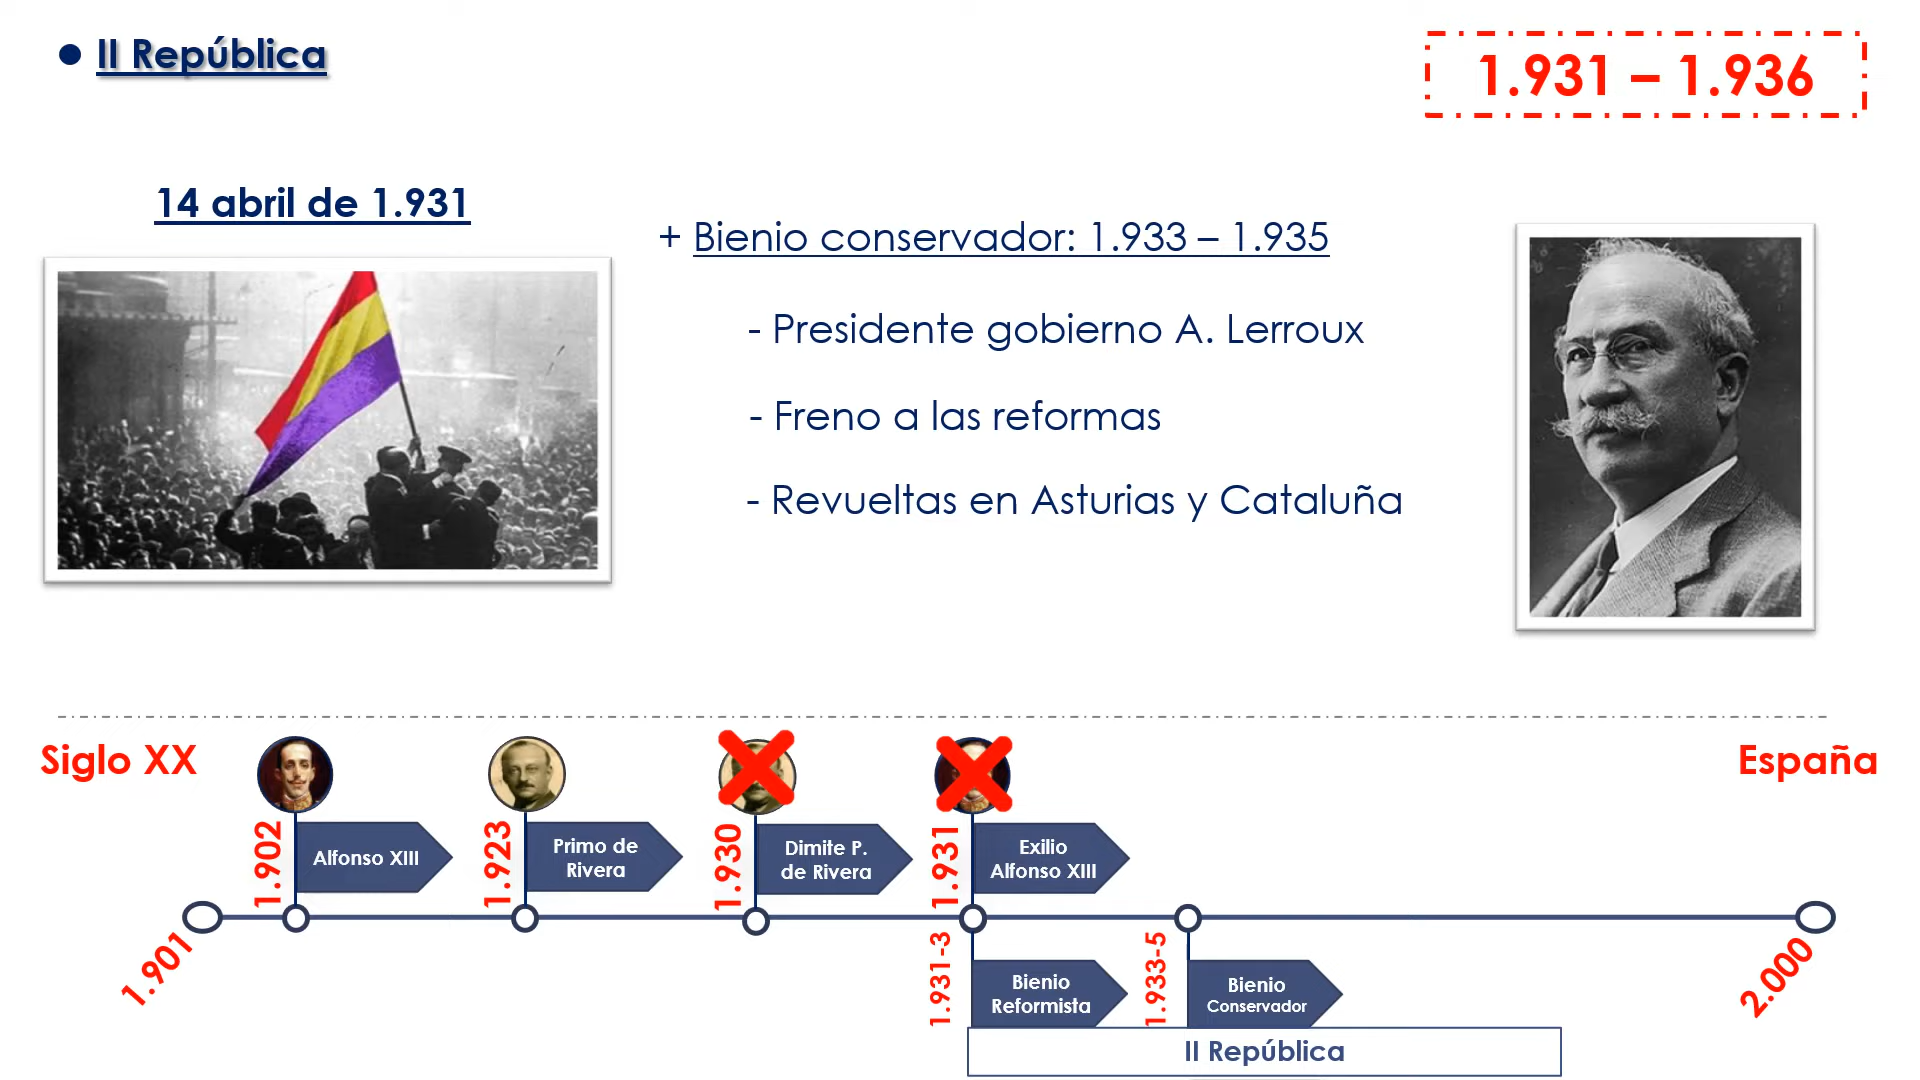 ● II República
1.931 – 1.936
14 abril de 1.931
+ Bienio conservador: 1.933 – 1.935
- Presidente gobierno A. Lerroux
- Freno a las reformas
- Revueltas en Asturias y Cataluña
Siglo XX
España
1.902
Alfonso XIII
1.923
Primo de
Rivera
1.930
Dimite P.
de Rivera
1.931
Exilio
Alfonso XIII
1.901
1.931-3
Bienio
Reformista
1.933-5
Bienio
Conservador
2.000
II República